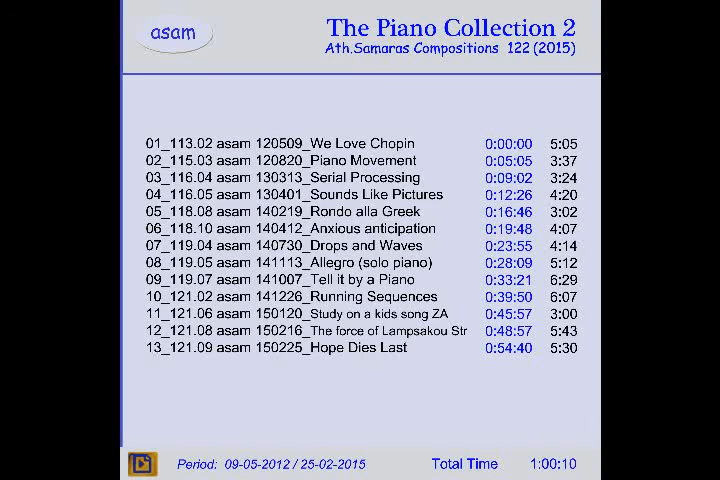 asam
The Piano Collection 2
Ath.Samaras Compositions 122 (2015)
01_113.02 asam 120509_We Love Chopin 0:00:00 5:05
02_115.03 asam 120820_Piano Movement 0:05:05 3:37
03_116.04 asam 130313_Serial Processing 0:09:02 3:24
04_116.05 asam 130401_Sounds Like Pictures 0:12:26 4:20
05_118.08 asam 140219_Rondo alla Greek 0:16:46 3:02
06_118.10 asam 140412_Anxious anticipation 0:19:48 4:07
07_119.04 asam 140730_Drops and Waves 0:23:55 4:14
08_119.05 asam 141113_Allegro (solo piano) 0:28:09 5:12
09_119.07 asam 141007_Tell it by a Piano 0:33:21 6:29
10_121.02 asam 141226_Running Sequences 0:39:50 6:07
11_121.06 asam 150120_Study on a kids song ZA 0:45:57 3:00
12_121.08 asam 150216_The force of Lampsakou Str 0:48:57 5:43
13_121.09 asam 150225_Hope Dies Last 0:54:40 5:30
Period: 09-05-2012 / 25-02-2015 Total Time 1:00:10